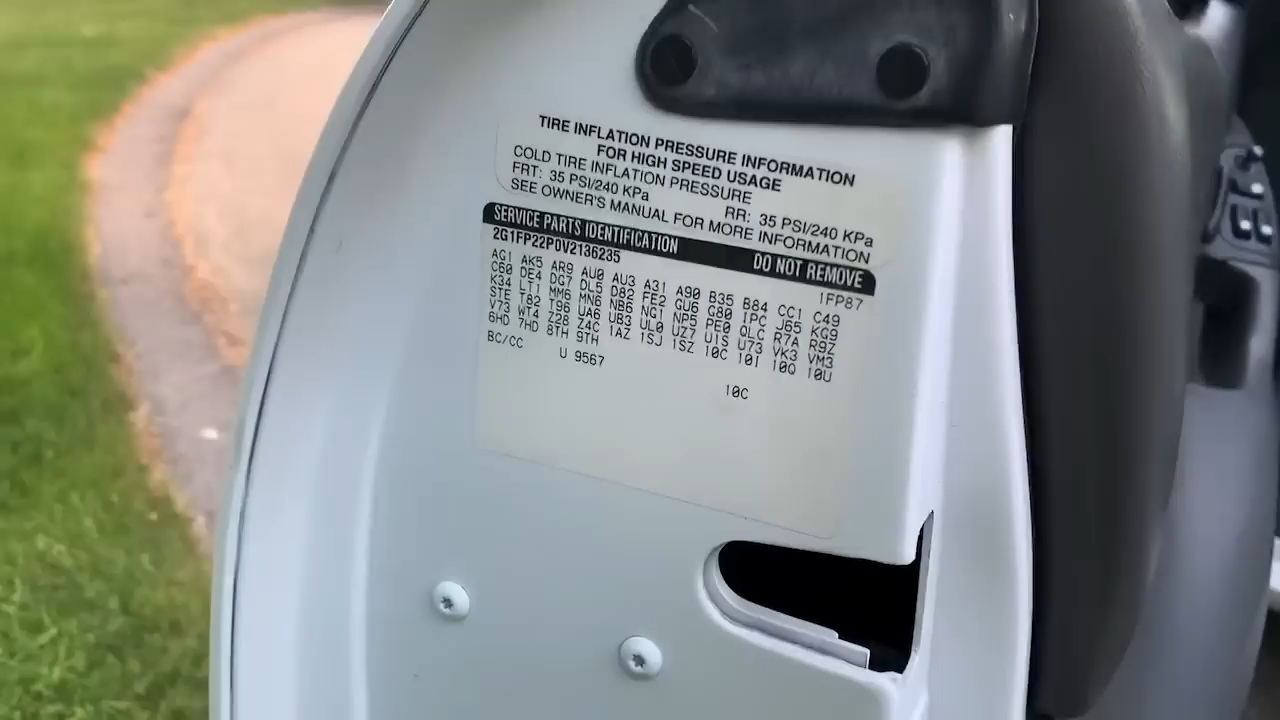 TIRE INFLATION PRESSURE INFORMATION
FOR HIGH SPEED USAGE
COLD TIRE INFLATION PRESSURE
FRT: 35 PSI/240 KPa RR: 35 PSI/240 KPa
SEE OWNER'S MANUAL FOR MORE INFORMATION
SERVICE PARTS IDENTIFICATION DO NOT REMOVE
2G1FP22P0V2136235 1FP87
AG1 AK5 AR9 AU0 AU3 A31 A90 B35 B84 CC1 C49
C60 DE4 DG7 DL5 D82 FE2 GU6 G80 IPC J65 KG9
K34 LT1 MM6 MN6 NB6 NG1 NP5 PE0 QLC R7A R9Z
STE T82 T96 UA6 UB3 UL0 UZ7 U1S U73 VK3 VM3
V73 WT4 Z28 Z4C 1AZ 1SJ 1SZ 10C 10I 10Q 10U
6HD 7HD 8TH 9TH
BC/CC U 9567
10C